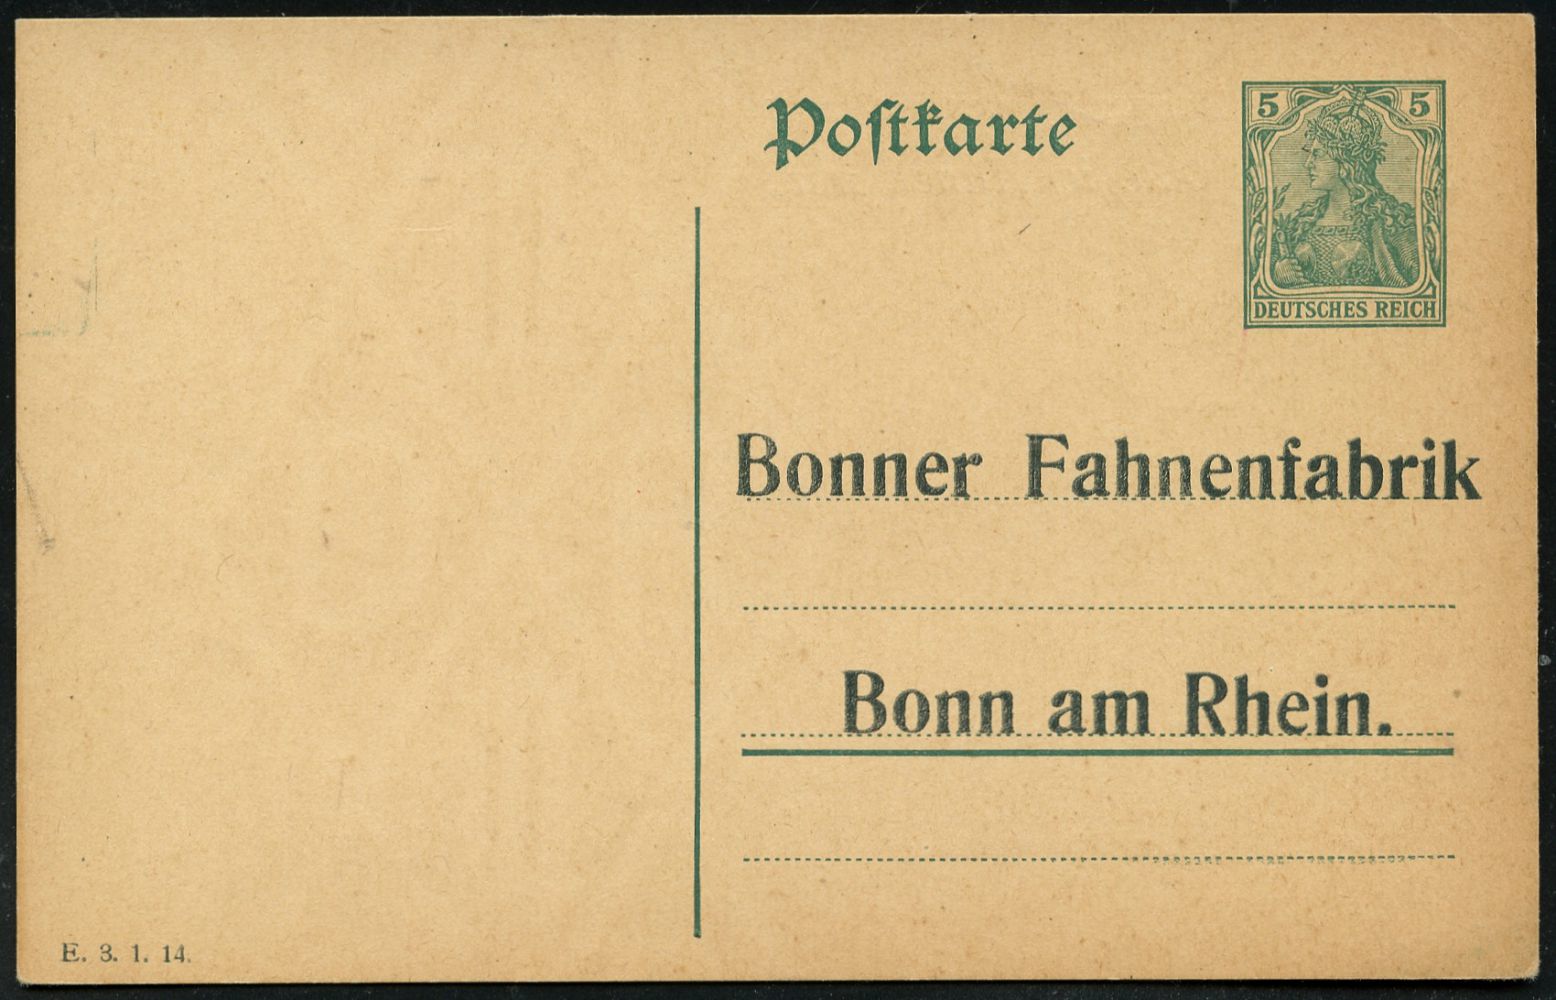 Poſtkarte
5 5
DEUTSCHES REICH
Bonner Fahnenfabrik
Bonn am Rhein.
E. 3. 1. 14.